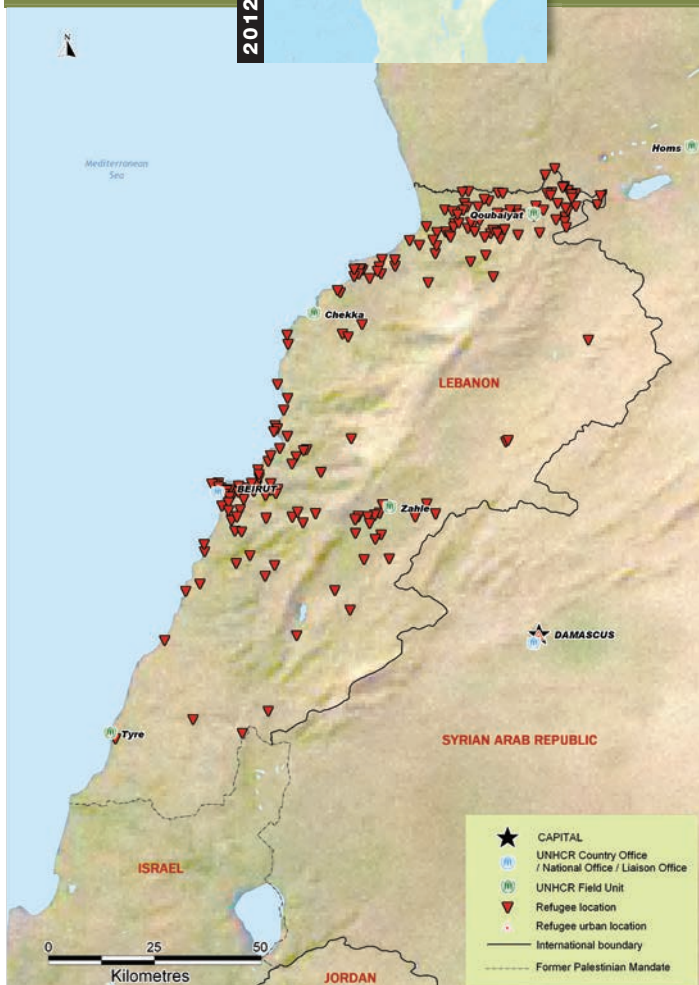 2012
N
Mediterranean
Sea
Homs
Qoubaiyat
Chekka
LEBANON
BEIRUT
Zahle
DAMASCUS
Tyre
SYRIAN ARAB REPUBLIC
ISRAEL
JORDAN
0 25 50
Kilometres
CAPITAL
UNHCR Country Office
/ National Office / Liaison Office
UNHCR Field Unit
Refugee location
Refugee urban location
International boundary
Former Palestinian Mandate